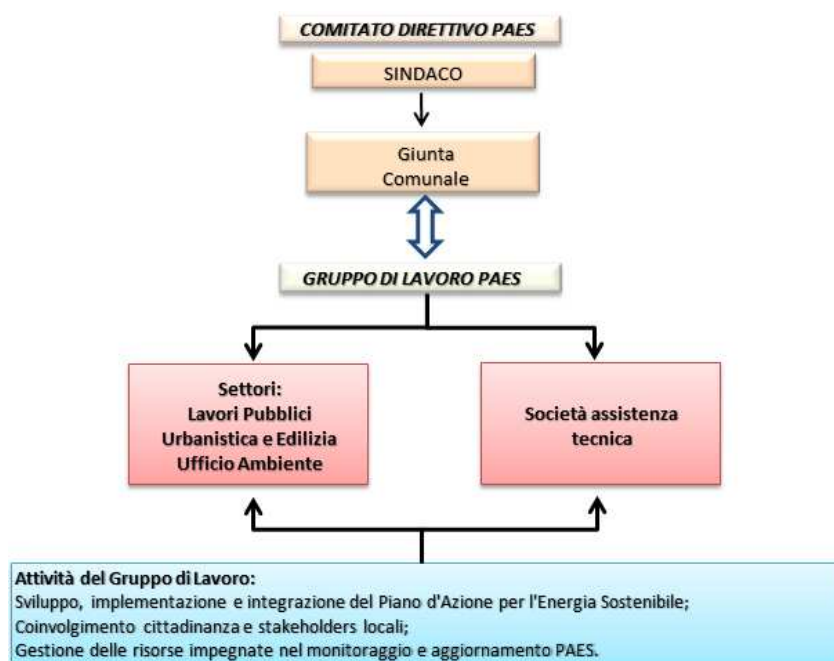 COMITATO DIRETTIVO PAES
SINDACO
Giunta
Comunale
GRUPPO DI LAVORO PAES
Settori:
Lavori Pubblici
Urbanistica e Edilizia
Ufficio Ambiente
Società assistenza
tecnica
Attività del Gruppo di Lavoro:
Sviluppo, implementazione e integrazione del Piano d'Azione per l'Energia Sostenibile;
Coinvolgimento cittadinanza e stakeholders locali;
Gestione delle risorse impegnate nel monitoraggio e aggiornamento PAES.